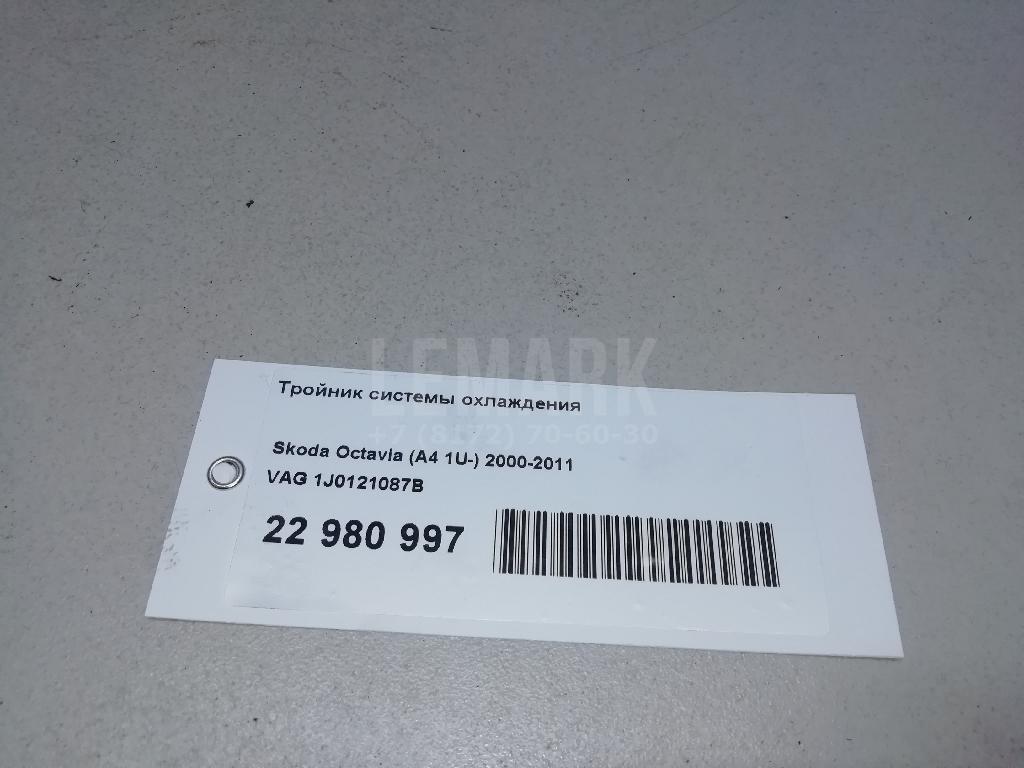 LEMARK
Тройник системы охлаждения
+7 (8172) 70-60-30
Skoda Octavia (A4 1U-) 2000-2011
VAG 1J0121087B
22 980 997